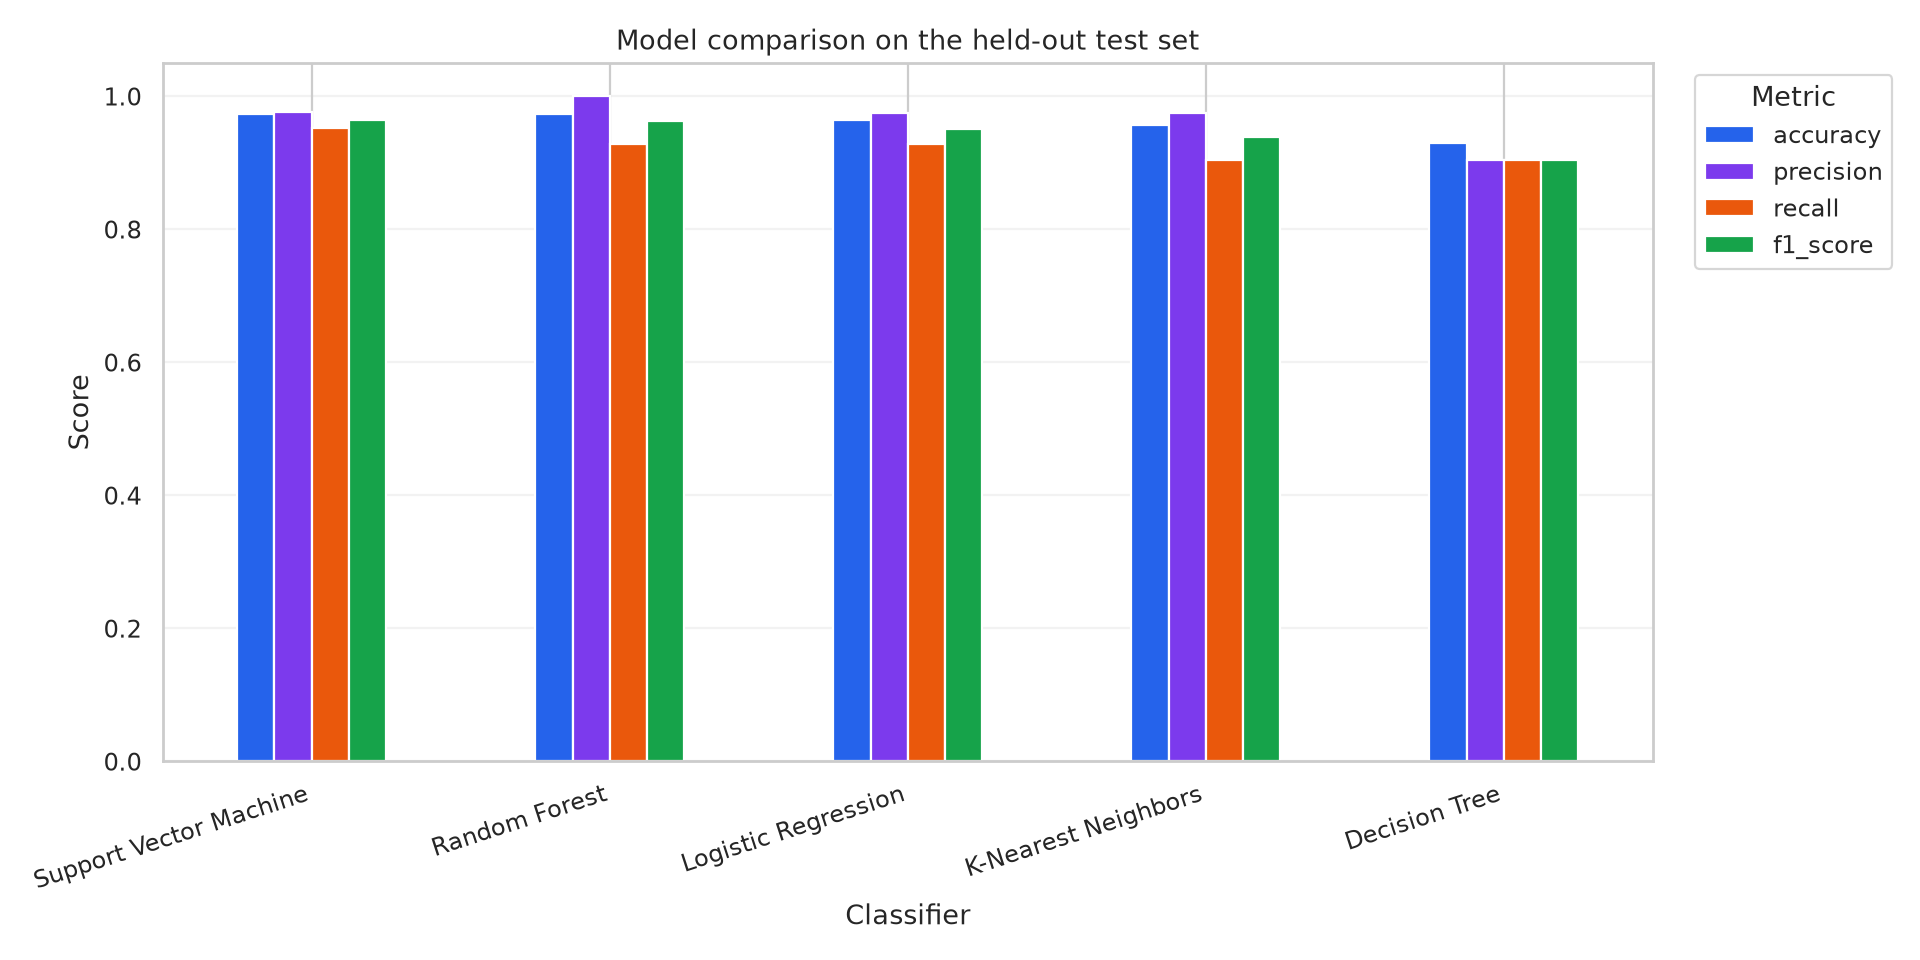 Model comparison on the held-out test set
Metric
accuracy
precision
recall
f1_score
Score
1.0
0.8
0.6
0.4
0.2
0.0
Support Vector Machine
Random Forest
Logistic Regression
K-Nearest Neighbors
Decision Tree
Classifier